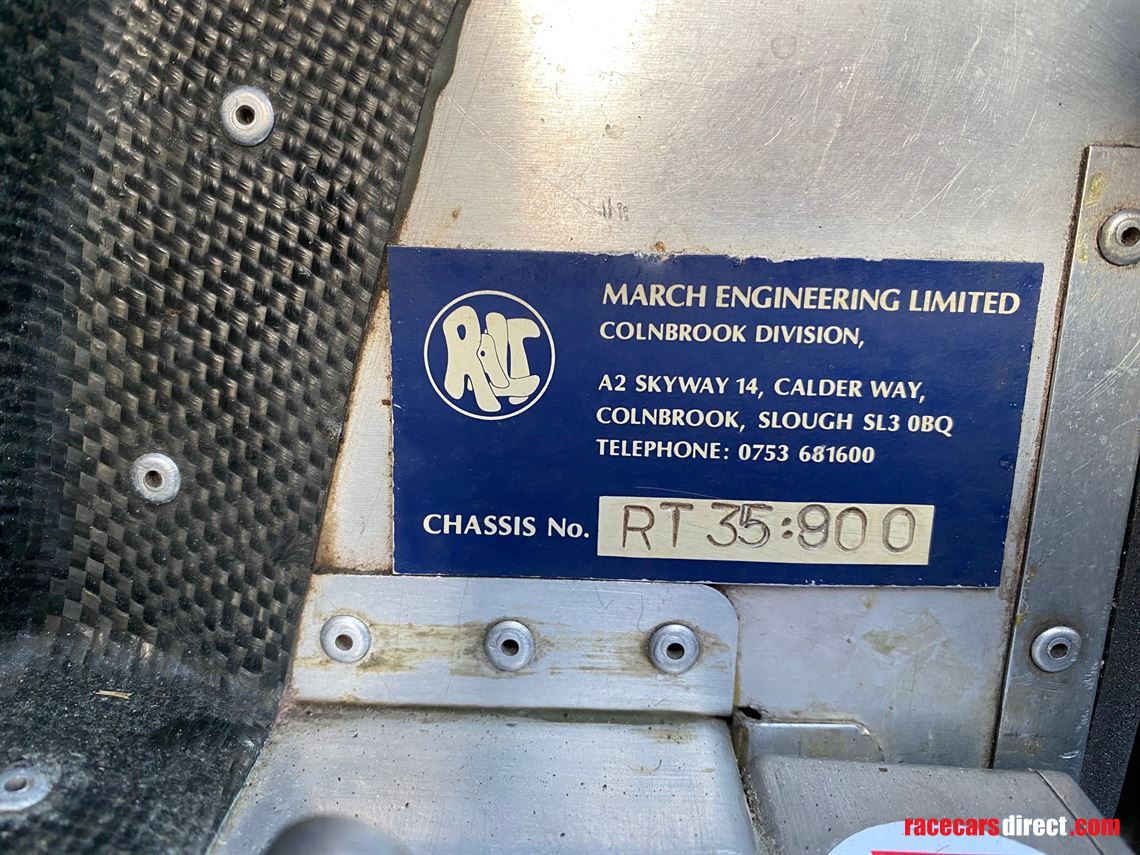 RALT
MARCH ENGINEERING LIMITED
COLNBROOK DIVISION,
A2 SKYWAY 14, CALDER WAY,
COLNBROOK, SLOUGH SL3 0BQ
TELEPHONE: 0753 681600
CHASSIS No. RT 35:900
racecarsdirect.com